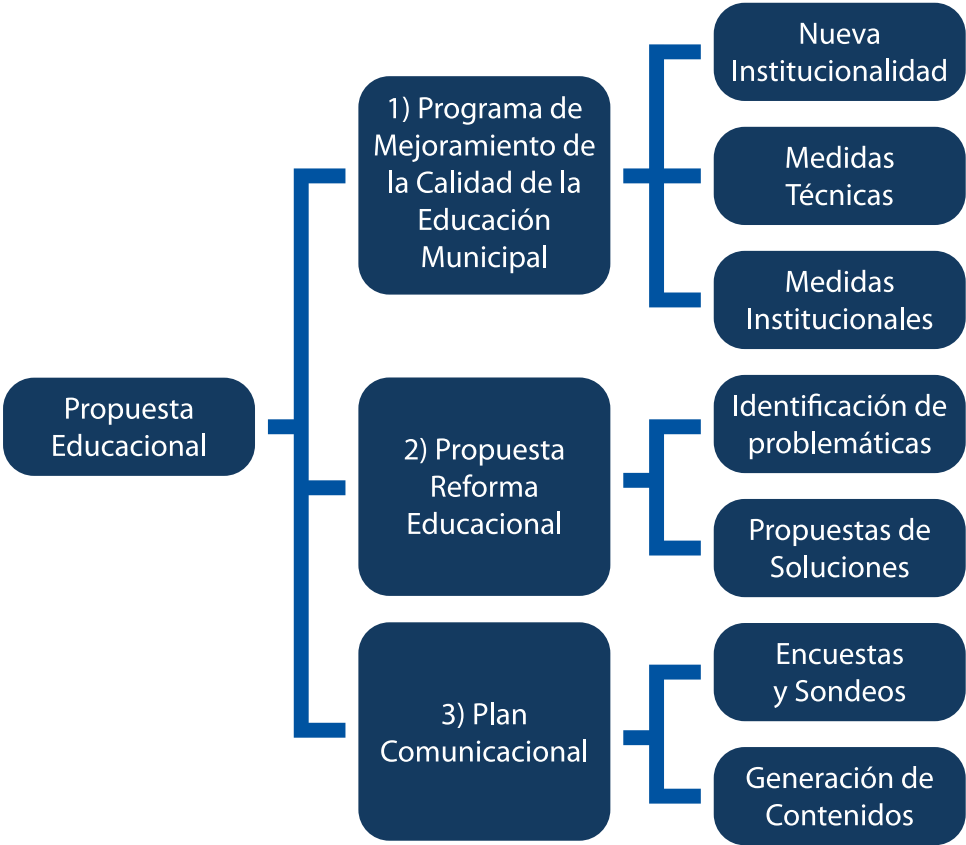 Propuesta
Educacional
1) Programa de
Mejoramiento de
la Calidad de la
Educación
Municipal
Nueva
Institucionalidad
Medidas
Técnicas
Medidas
Institucionales
2) Propuesta
Reforma
Educacional
Identificación de
problemáticas
Propuestas de
Soluciones
3) Plan
Comunicacional
Encuestas
y Sondeos
Generación de
Contenidos